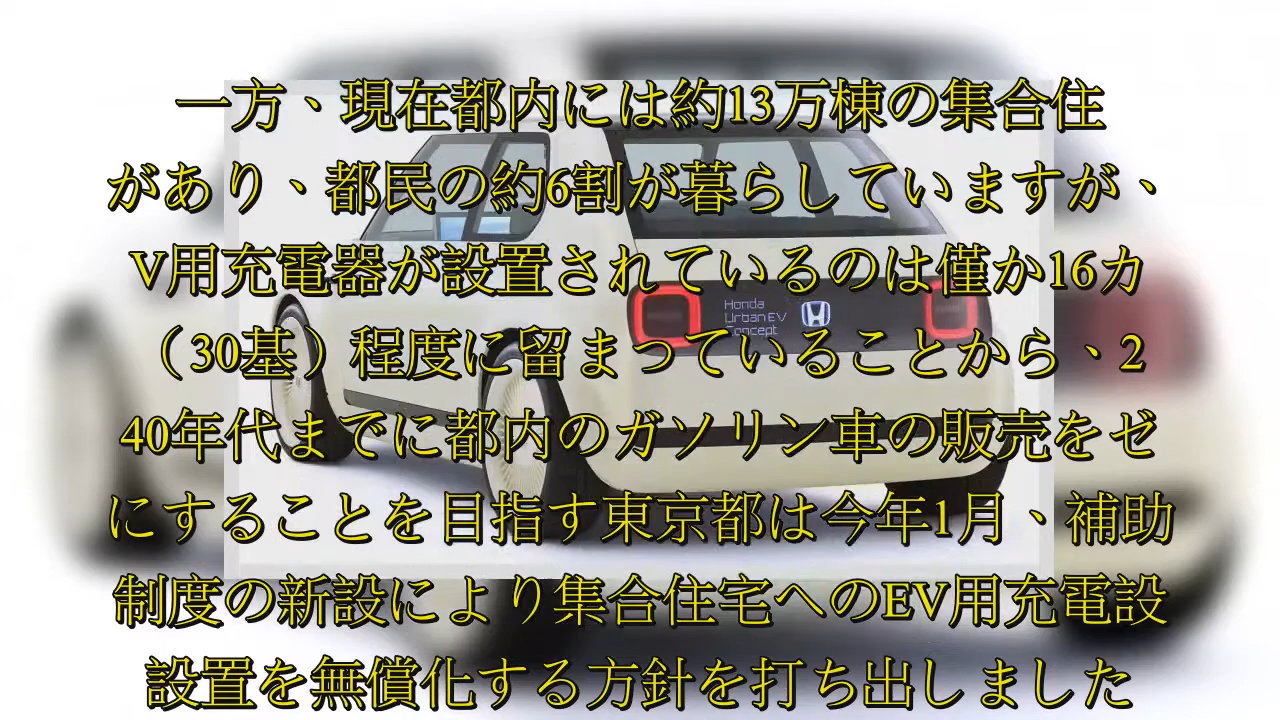 一方、現在都内には約13万棟の集合住
があり、都民の約6割が暮らしていますが、
V用充電器が設置されているのは僅か16カ
（30基）程度に留まっていることから、2
40年代までに都内のガソリン車の販売をゼ
にすることを目指す東京都は今年1月、補助
制度の新設により集合住宅へのEV用充電設
設置を無償化する方針を打ち出しました
Honda
Urban EV
Concept